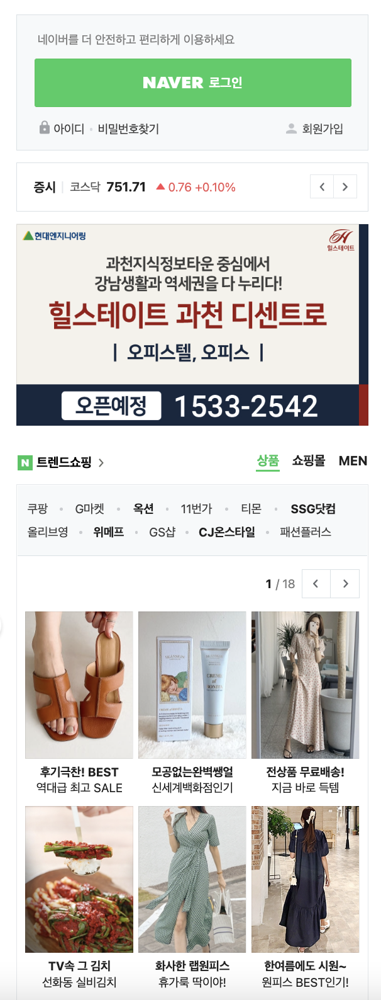 네이버를 더 안전하고 편리하게 이용하세요
NAVER 로그인
아이디 • 비밀번호찾기 회원가입
증시 | 코스닥 751.71 ▲ 0.76 +0.10%
현대엔지니어링
힐스테이트
과천지식정보타운 중심에서
강남생활과 역세권을 다 누리다!
힐스테이트 과천 디센트로
| 오피스텔, 오피스 |
오픈예정 1533-2542
N 트렌드쇼핑 > 상품 쇼핑몰 MEN
쿠팡 • G마켓 • 옥션 • 11번가 • 티몬 • SSG닷컴
올리브영 • 위메프 • GS샵 • CJ온스타일 • 패션플러스
1 / 18
CREME
of
BONITA
후기극찬! BEST
역대급 최고 SALE
모공없는완벽쌩얼
신세계백화점인기
전상품 무료배송!
지금 바로 득템
TV속 그 김치
선화동 실비김치
화사한 랩원피스
휴가룩 딱이야!
한여름에도 시원~
원피스 BEST인기!